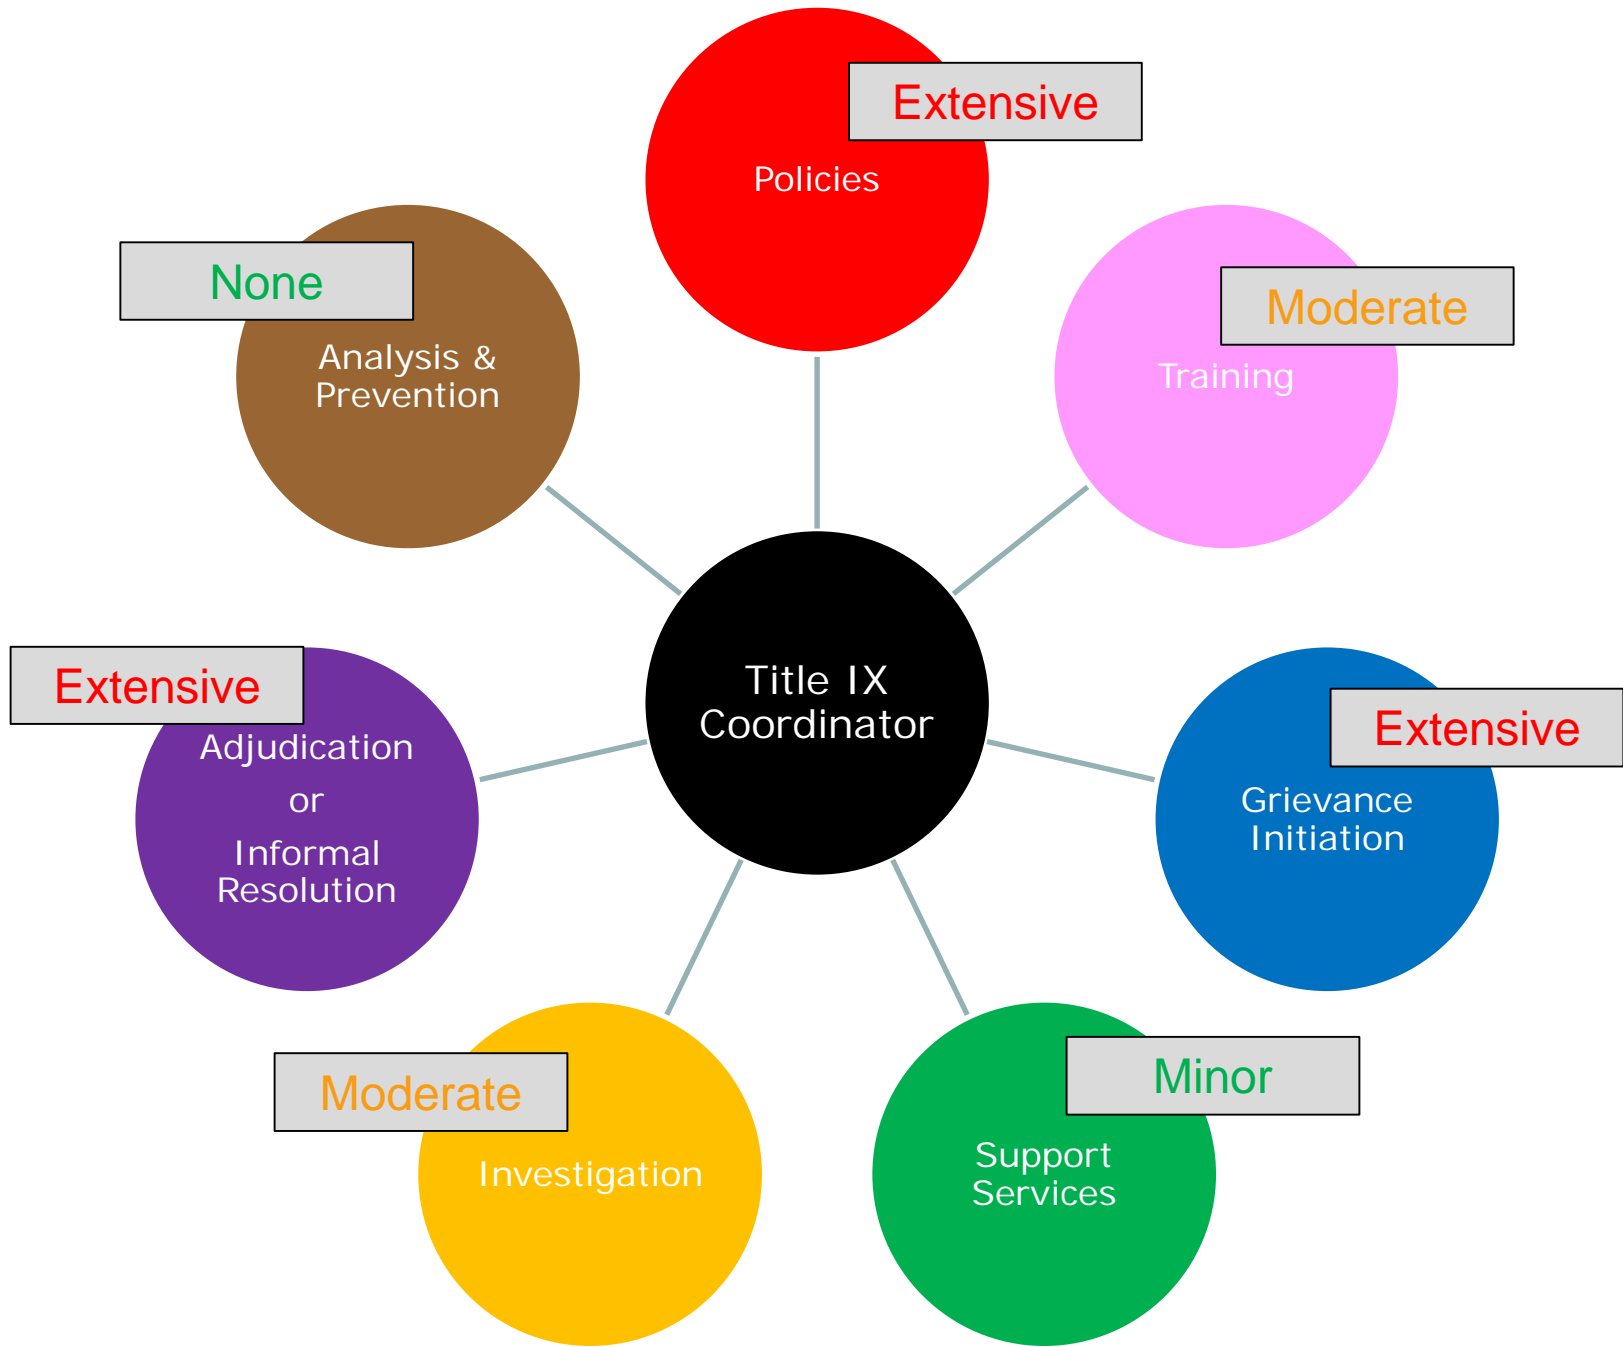 Extensive
Policies
None
Analysis &
Prevention
Moderate
Training
Title IX
Coordinator
Extensive
Adjudication
or
Informal
Resolution
Extensive
Grievance
Initiation
Moderate
Investigation
Minor
Support
Services